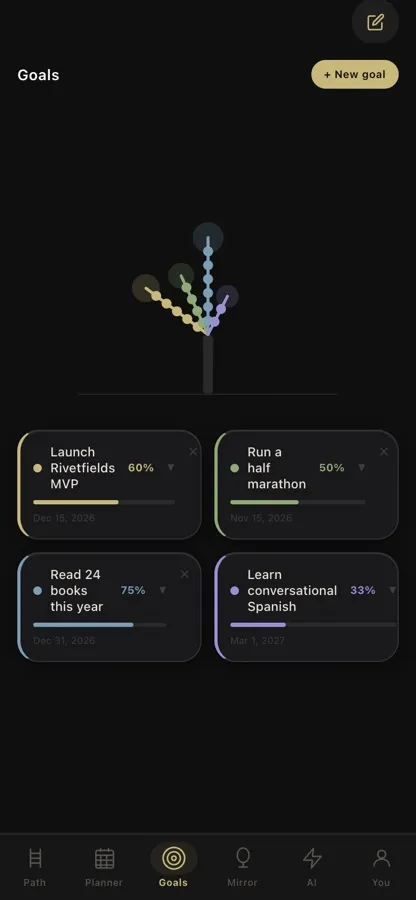 Goals
+ New goal
Launch
Rivetfields
MVP
60%
Dec 15, 2026
Run a
half
marathon
50%
Nov 15, 2026
Read 24
books
this year
75%
Dec 31, 2026
Learn
conversational
Spanish
33%
Mar 1, 2027
Path
Planner
Goals
Mirror
AI
You